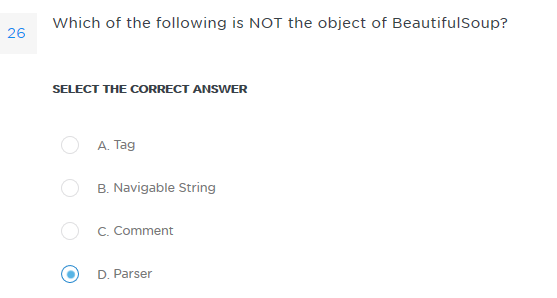 26
Which of the following is NOT the object of BeautifulSoup?
SELECT THE CORRECT ANSWER
A. Tag
B. Navigable String
C. Comment
D. Parser